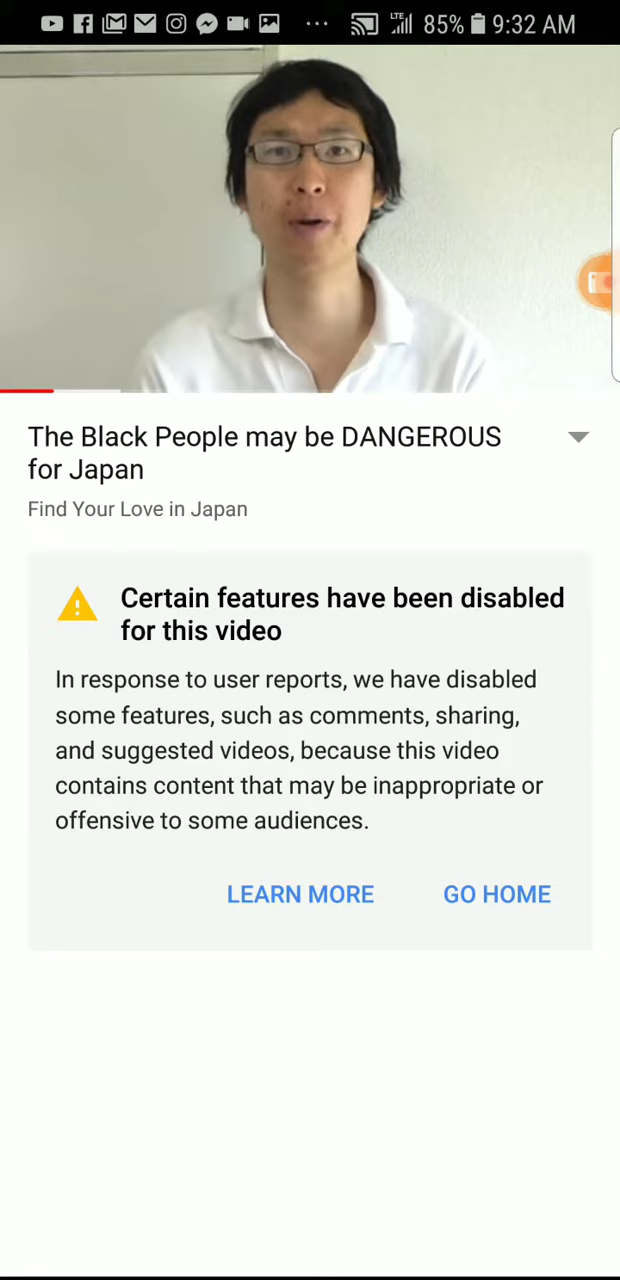 LTE 85% 9:32 AM
The Black People may be DANGEROUS
for Japan
Find Your Love in Japan
Certain features have been disabled
for this video
In response to user reports, we have disabled
some features, such as comments, sharing,
and suggested videos, because this video
contains content that may be inappropriate or
offensive to some audiences.
LEARN MORE GO HOME